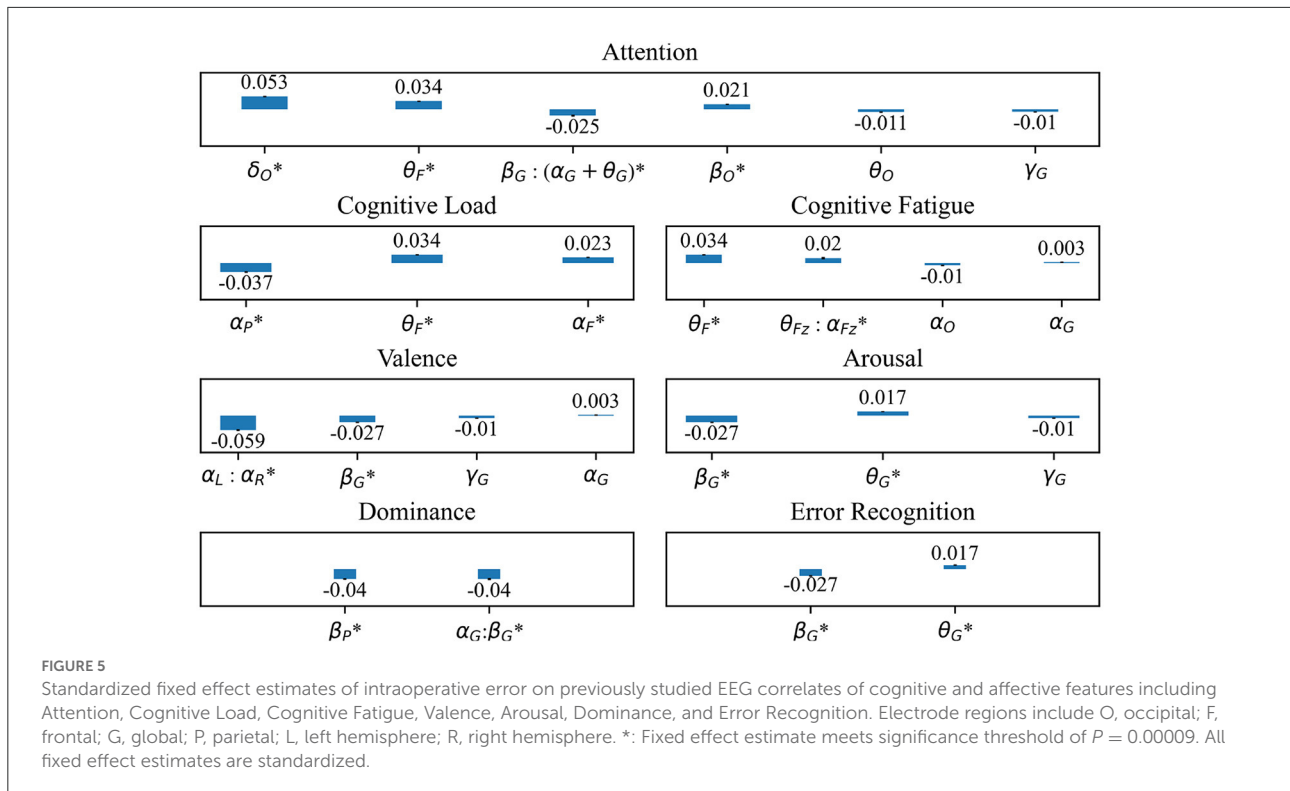 Attention
0.053 0.034 -0.025 0.021 -0.011 -0.01
δO* θF* βG : (αG + θG)* βO* θO γG
Cognitive Load Cognitive Fatigue
-0.037 0.034 0.023 0.034 0.02 -0.01 0.003
αP* θF* αF* θF* θFz : αFz* αO αG
Valence Arousal
-0.059 -0.027 -0.01 0.003 -0.027 0.017 -0.01
αL : αR* βG* γG αG βG* θG* γG
Dominance Error Recognition
-0.04 -0.04 -0.027 0.017
βP* αG:βG* βG* θG*
FIGURE 5
Standardized fixed effect estimates of intraoperative error on previously studied EEG correlates of cognitive and affective features including
Attention, Cognitive Load, Cognitive Fatigue, Valence, Arousal, Dominance, and Error Recognition. Electrode regions include O, occipital; F,
frontal; G, global; P, parietal; L, left hemisphere; R, right hemisphere. *: Fixed effect estimate meets significance threshold of P = 0.00009. All
fixed effect estimates are standardized.